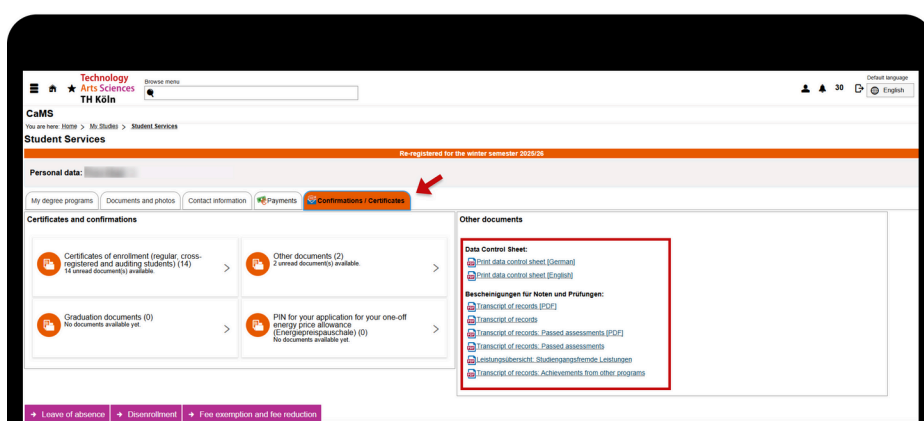 Technology
Arts Sciences
TH Köln
Browse menu
30
Default language
English
CaMS
You are here: Home > My Studies > Student Services
Student Services
Re-registered for the winter semester 2025/26
Personal data:
My degree programs
Documents and photos
Contact information
Payments
Confirmations / Certificates
Certificates and confirmations
Certificates of enrollment (regular, cross-
registered and auditing students) (14)
14 unread document(s) available.
>
Other documents (2)
2 unread document(s) available.
>
Graduation documents (0)
No documents available yet.
>
PIN for your application for your one-off
energy price allowance
(Energiepreispauschale) (0)
No documents available yet.
>
Other documents
Data Control Sheet:
Print data control sheet [German]
Print data control sheet [English]
Bescheinigungen für Noten und Prüfungen:
Transcript of records [PDF]
Transcript of records
Transcript of records: Passed assessments [PDF]
Transcript of records: Passed assessments
Leistungsübersicht: Studiengangsfremde Leistungen
Transcript of records: Achievements from other programs
Leave of absence
Disenrollment
Fee exemption and fee reduction